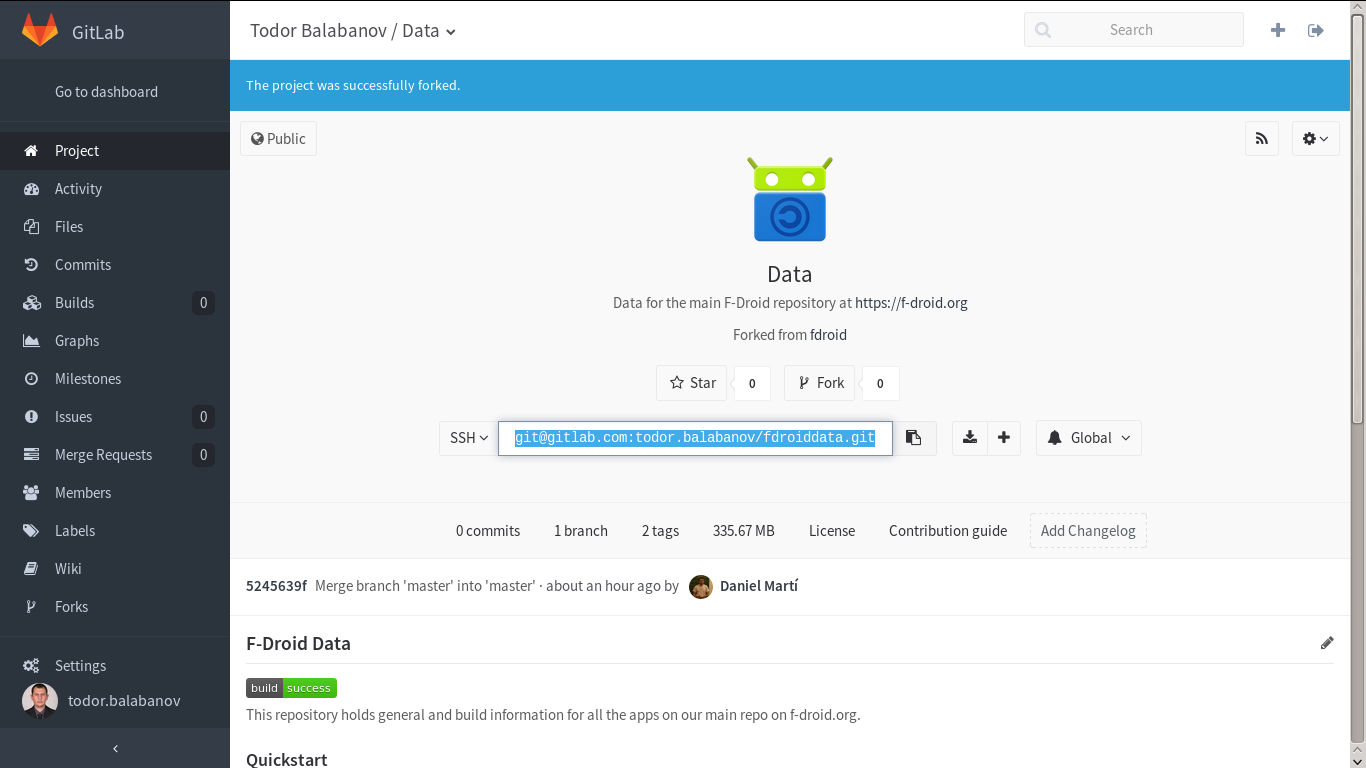 GitLab
Todor Balabanov / Data
Search
Go to dashboard
The project was successfully forked.
Project
Activity
Files
Commits
Builds 0
Graphs
Milestones
Issues 0
Merge Requests 0
Members
Labels
Wiki
Forks
Settings
todor.balabanov
Public
Data
Data for the main F-Droid repository at https://f-droid.org
Forked from fdroid
Star 0 Fork 0
SSH git@gitlab.com:todor.balabanov/fdroiddata.git Global
0 commits 1 branch 2 tags 335.67 MB License Contribution guide Add Changelog
5245639f Merge branch 'master' into 'master' · about an hour ago by Daniel Martí
F-Droid Data
build success
This repository holds general and build information for all the apps on our main repo on f-droid.org.
Quickstart